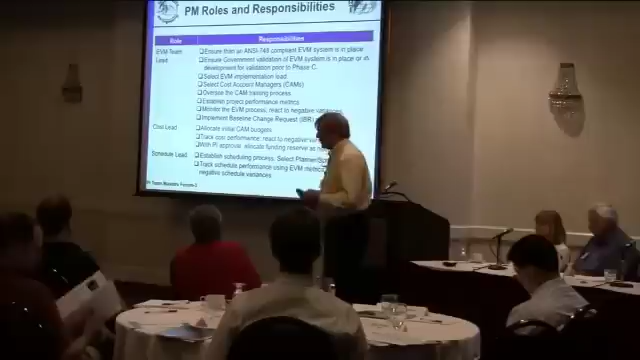 PM Roles and Responsibilities
Role
Responsibilities
EVM Team Lead
Ensure than an ANSI-748 compliant EVM system is in place
Ensure Government validation of EVM system is in place or in
development for validation prior to Phase C.
Select EVM implementation lead
Select Cost Account Managers (CAMs)
Oversee the CAM training process
Establish project performance metrics
Monitor the EVM process, react to negative variances
Implement Baseline Change Request (IBR)
Cost Lead
Allocate initial CAM budgets
Track cost performance: react to negative
With PI approval allocate funding reserve as
Schedule Lead
Establish scheduling process. Select Planner/
Track schedule performance using EVM metric
negative schedule variances